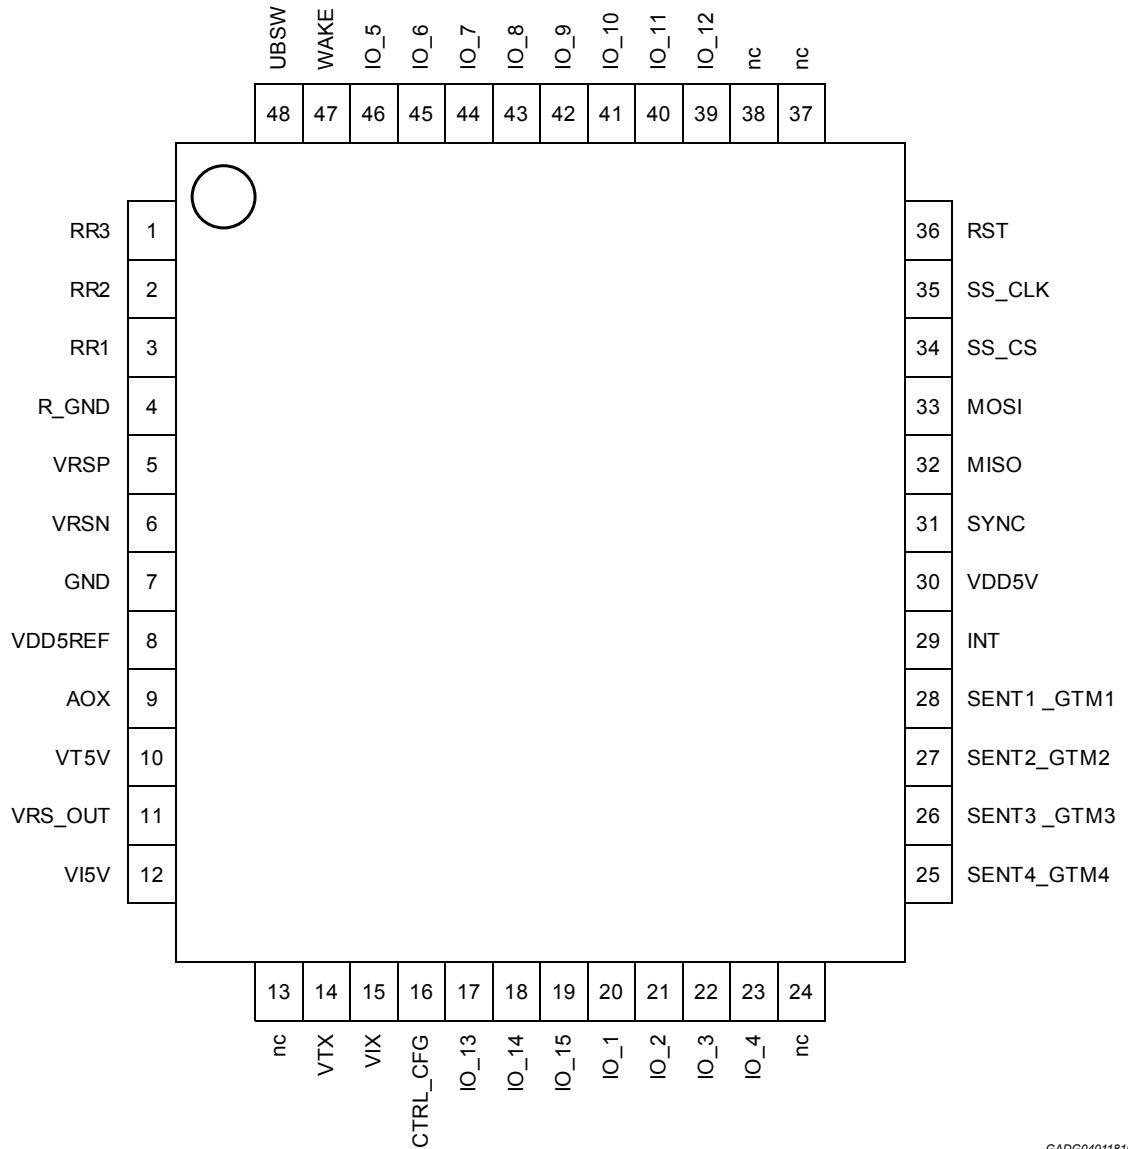 UBSW WAKE IO_5 IO_6 IO_7 IO_8 IO_9 IO_10 IO_11 IO_12 nc nc
48 47 46 45 44 43 42 41 40 39 38 37
RR3 1 36 RST
RR2 2 35 SS_CLK
RR1 3 34 SS_CS
R_GND 4 33 MOSI
VRSP 5 32 MISO
VRSN 6 31 SYNC
GND 7 30 VDD5V
VDD5REF 8 29 INT
AOX 9 28 SENT1_GTM1
VT5V 10 27 SENT2_GTM2
VRS_OUT 11 26 SENT3_GTM3
VI5V 12 25 SENT4_GTM4
13 14 15 16 17 18 19 20 21 22 23 24
nc VTX VIX CTRL_CFG IO_13 IO_14 IO_15 IO_1 IO_2 IO_3 IO_4 nc